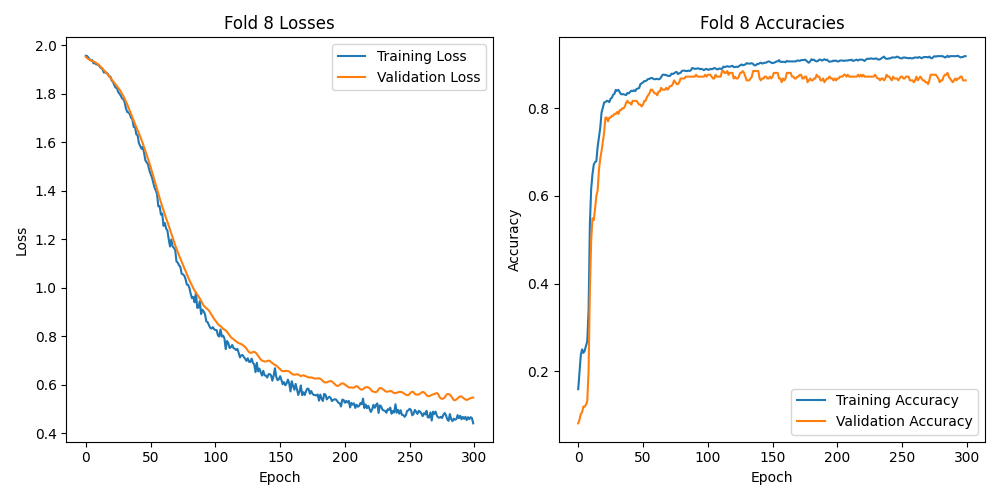 Fold 8 Losses
2.0
1.8
1.6
1.4
1.2
1.0
0.8
0.6
0.4
Loss
Training Loss
Validation Loss
0 50 100 150 200 250 300
Epoch
Fold 8 Accuracies
0.8
0.6
0.4
0.2
Accuracy
Training Accuracy
Validation Accuracy
0 50 100 150 200 250 300
Epoch